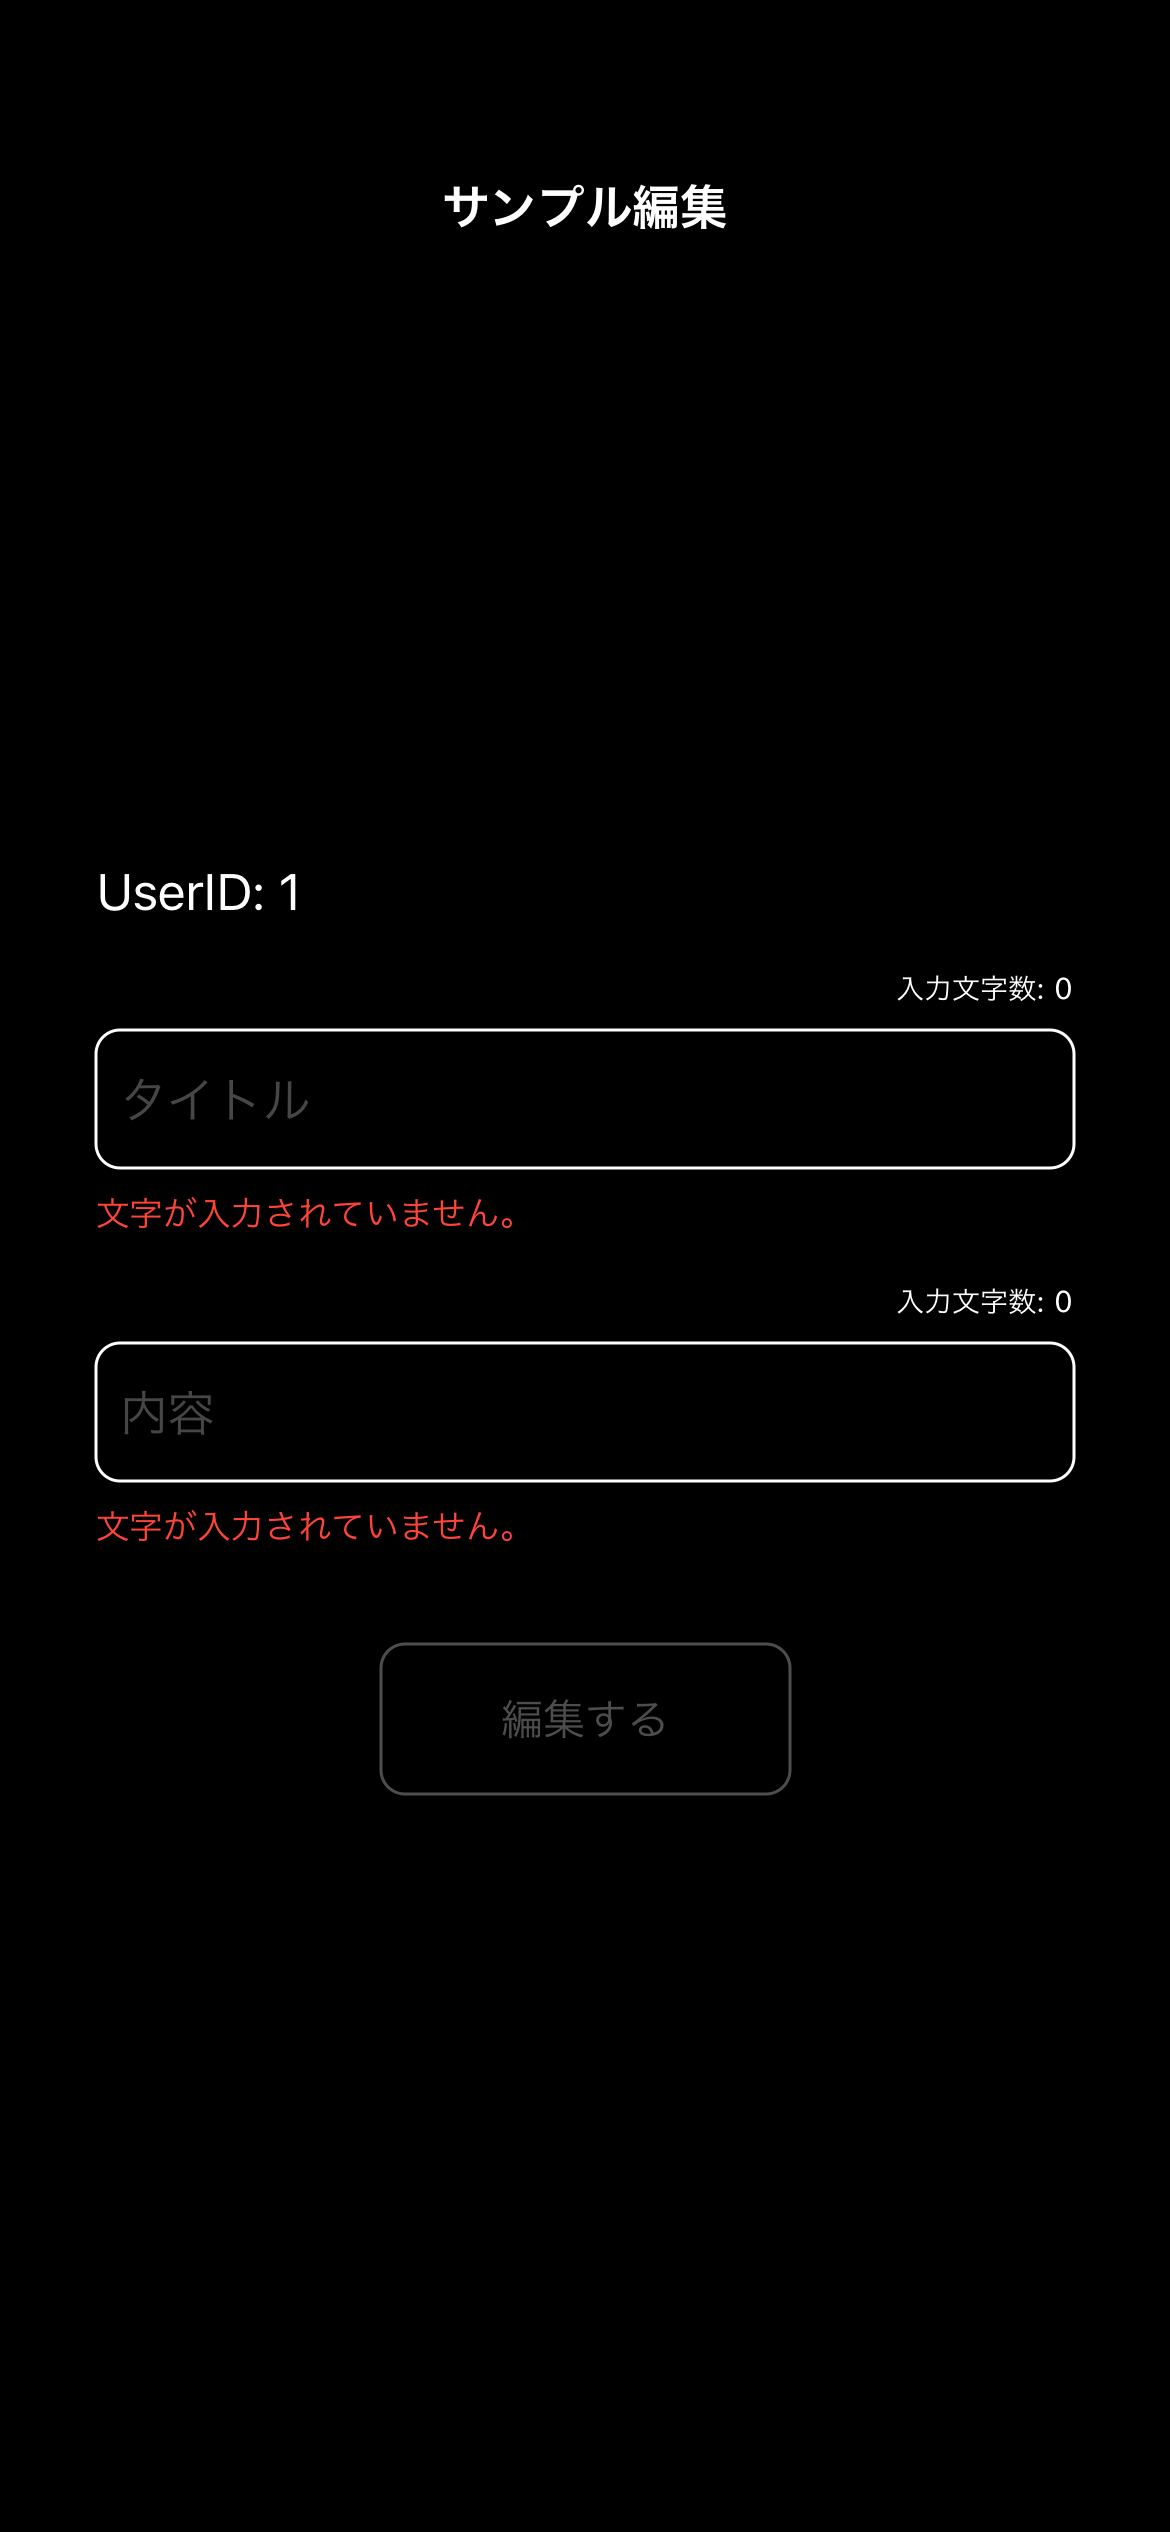 サンプル編集
UserID: 1
入力文字数: 0
タイトル
文字が入力されていません。
入力文字数: 0
内容
文字が入力されていません。
編集する